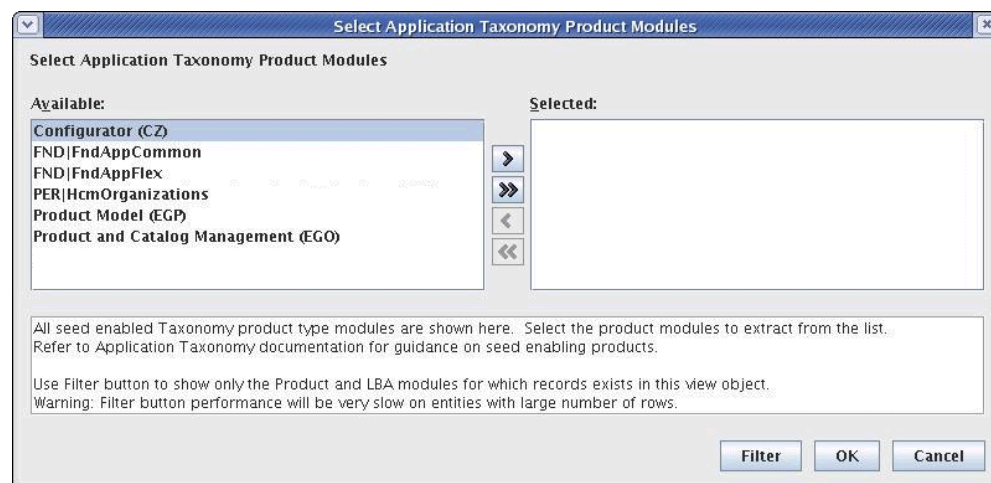 Select Application Taxonomy Product Modules
Select Application Taxonomy Product Modules
Available:
Selected:
Configurator (CZ)
FND|FndAppCommon
FND|FndAppFlex
PER|HcmOrganizations
Product Model (EGP)
Product and Catalog Management (EGO)
All seed enabled Taxonomy product type modules are shown here. Select the product modules to extract from the list.
Refer to Application Taxonomy documentation for guidance on seed enabling products.
Use Filter button to show only the Product and LBA modules for which records exists in this view object.
Warning: Filter button performance will be very slow on entities with large number of rows.
Filter
OK
Cancel